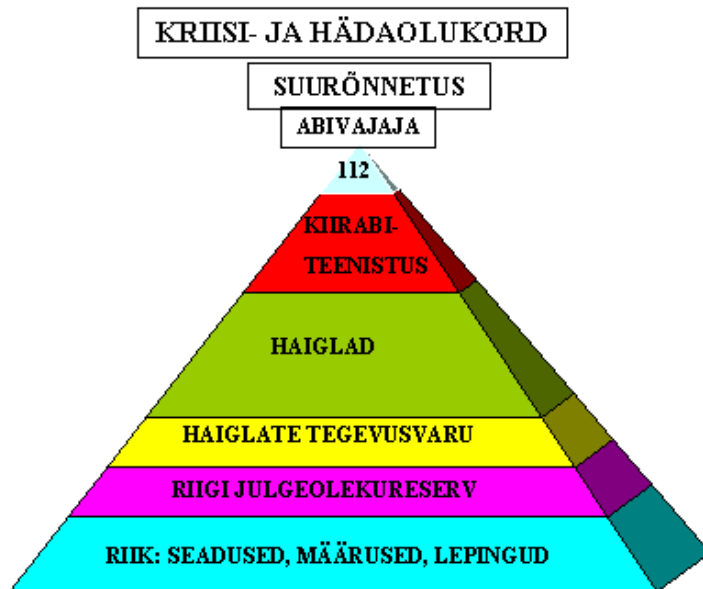 KRIISI- JA HÄDAOLUKORD
SUURÕNNETUS
ABIVAJAJA
112
KIIRABI-
TEENISTUS
HAIGLAD
HAIGLATE TEGEVUSVARU
RIIGI JULGEOLEKURESERV
RIIK: SEADUSED, MÄÄRUSED, LEPINGUD